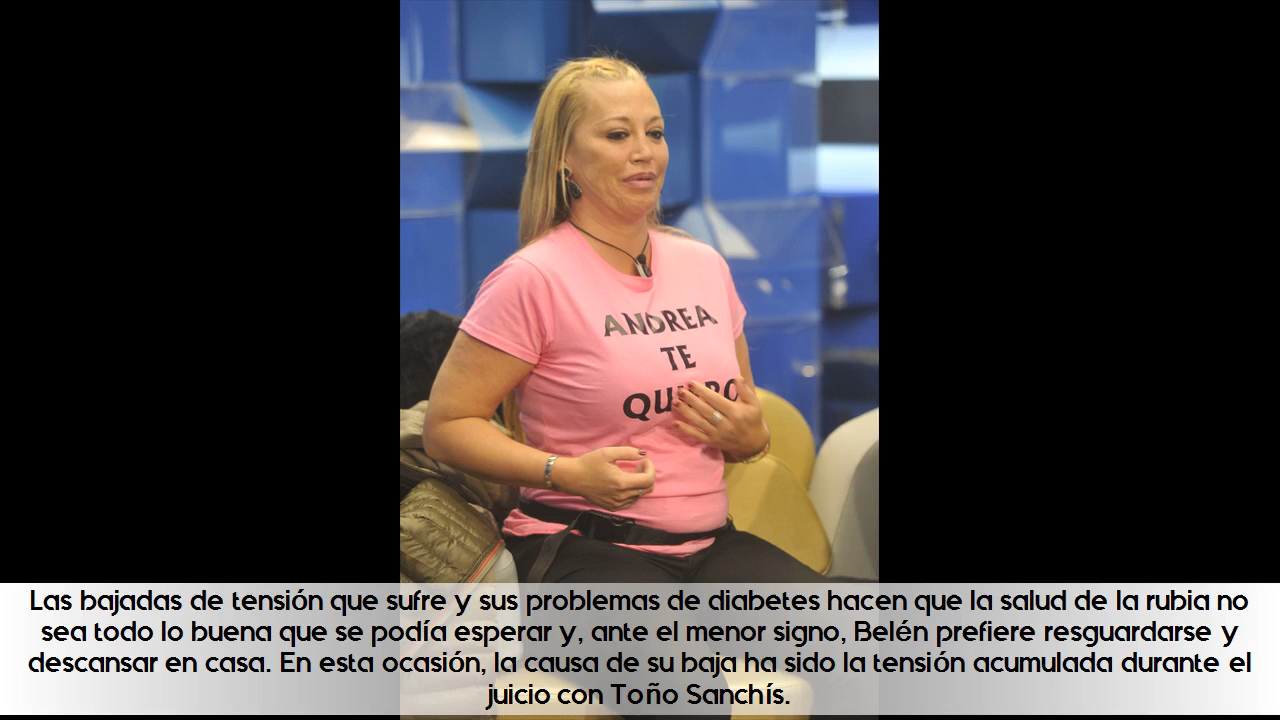 ANDREA
TE
QUIERO
Las bajadas de tensión que sufre y sus problemas de diabetes hacen que la salud de la rubia no
sea todo lo buena que se podía esperar y, ante el menor signo, Belén prefiere resguardarse y
descansar en casa. En esta ocasión, la causa de su baja ha sido la tensión acumulada durante el
juicio con Toño Sanchís.